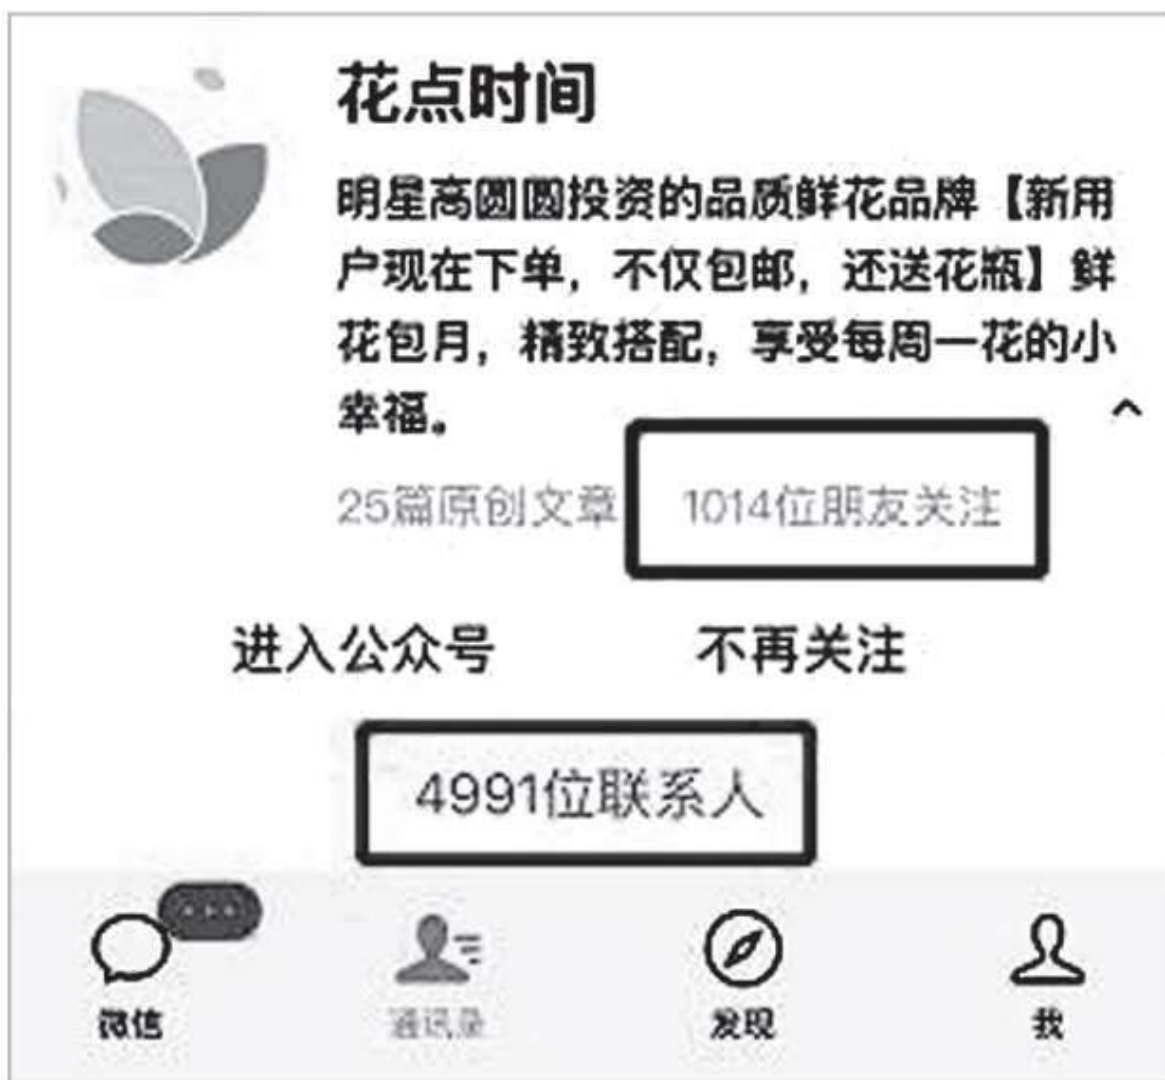 花点时间
明星高圆圆投资的品质鲜花品牌【新用
户现在下单，不仅包邮，还送花瓶】鲜
花包月，精致搭配，享受每周一花的小
幸福。
25篇原创文章 1014位朋友关注
进入公众号 不再关注
4991位联系人
微信 通讯录 发现 我